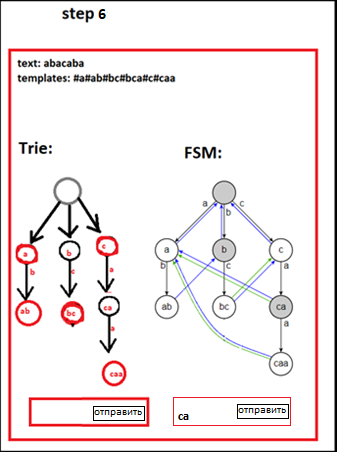 step 6
text: abacaba
templates: #a#ab#bc#bca#c#caa
Trie:
FSM:
a b c
a b c
a b c
b c a
b c a
ab bc ca
ab bc ca
a
a
caa
caa
отправить
ca отправить